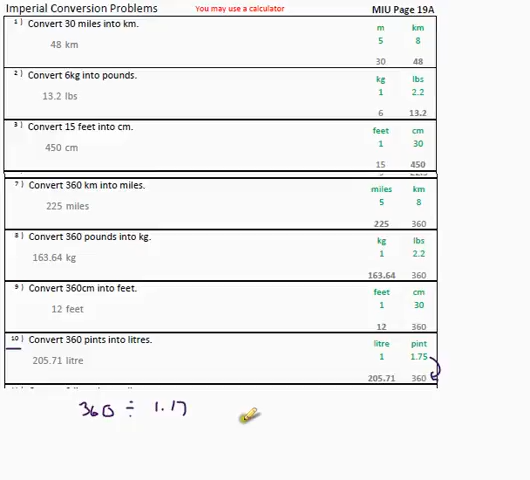 Imperial Conversion Problems You may use a calculator MIU Page 19A
1) Convert 30 miles into km. m km
5 8
48 km
30 48
2) Convert 6kg into pounds. kg lbs
1 2.2
13.2 lbs
6 13.2
3) Convert 15 feet into cm. feet cm
1 30
450 cm
15 450
7) Convert 360 km into miles. miles km
5 8
225 miles
225 360
8) Convert 360 pounds into kg. kg lbs
1 2.2
163.64 kg
163.64 360
9) Convert 360cm into feet. feet cm
1 30
12 feet
12 360
10) Convert 360 pints into litres. litre pint
1 1.75
205.71 litre
205.71 360
360 ÷ 1.17